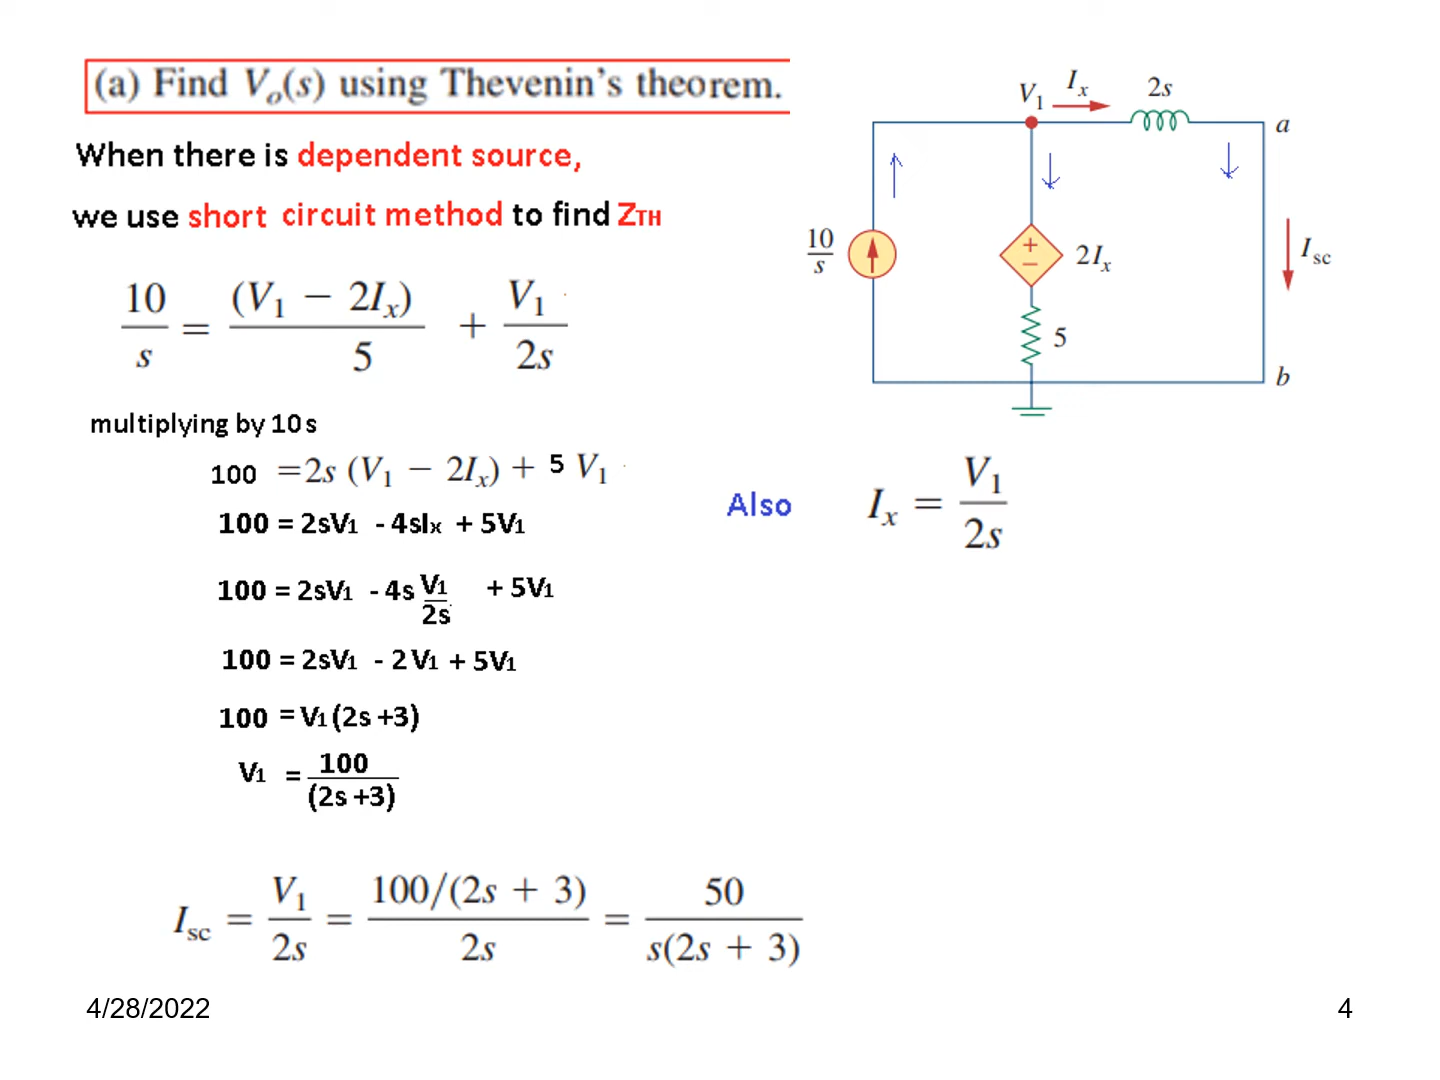 (a) Find Vₒ(s) using Thevenin's theorem.
When there is dependent source,
we use short circuit method to find ZTH
10/s = (V₁ − 2Iₓ)/5 + V₁/2s
multiplying by 10s
100 = 2s (V₁ − 2Iₓ) + 5 V₁
100 = 2sV₁ - 4sIₓ + 5V₁
100 = 2sV₁ - 4s V₁/2s + 5V₁
100 = 2sV₁ - 2V₁ + 5V₁
100 = V₁(2s +3)
V₁ = 100/(2s +3)
Isc = V₁/2s = 100/(2s + 3)/2s = 50/s(2s + 3)
V₁ Iₓ 2s
a
10/s
+
−
2Iₓ
Isc
5
b
Also Iₓ = V₁/2s
4/28/2022
4